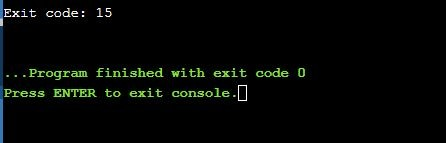 Exit code: 15
...Program finished with exit code 0
Press ENTER to exit console.